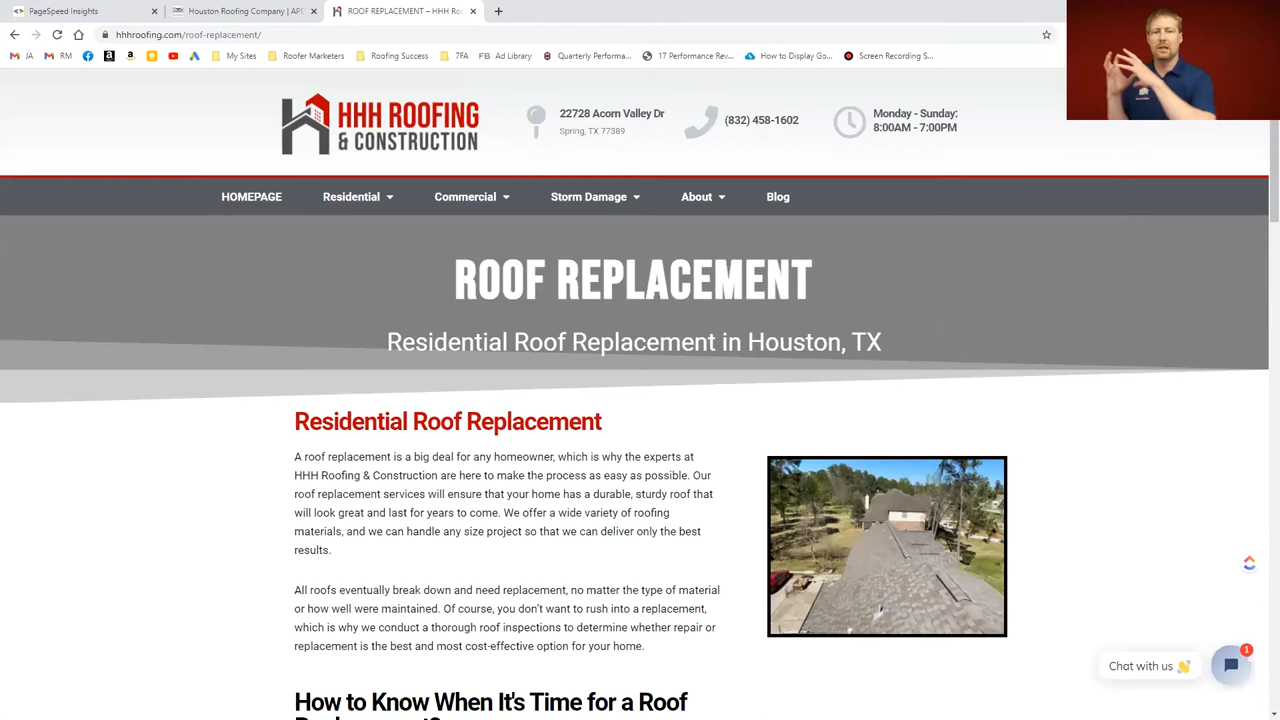 PageSpeed Insights
Houston Roofing Company | API
ROOF REPLACEMENT – HHH Roo
hhhroofing.com/roof-replacement/
JA
RM
My Sites
Roofer Marketers
Roofing Success
7FA
FB Ad Library
Quarterly Performa...
17 Performance Rev...
How to Display Go...
Screen Recording S...
HHH ROOFING
& CONSTRUCTION
22728 Acorn Valley Dr
Spring, TX 77389
(832) 458-1602
Monday - Sunday:
8:00AM - 7:00PM
HOMEPAGE
Residential
Commercial
Storm Damage
About
Blog
ROOF REPLACEMENT
Residential Roof Replacement in Houston, TX
Residential Roof Replacement
A roof replacement is a big deal for any homeowner, which is why the experts at
HHH Roofing & Construction are here to make the process as easy as possible. Our
roof replacement services will ensure that your home has a durable, sturdy roof that
will look great and last for years to come. We offer a wide variety of roofing
materials, and we can handle any size project so that we can deliver only the best
results.
All roofs eventually break down and need replacement, no matter the type of material
or how well were maintained. Of course, you don't want to rush into a replacement,
which is why we conduct a thorough roof inspections to determine whether repair or
replacement is the best and most cost-effective option for your home.
How to Know When It's Time for a Roof
Chat with us 👋
1